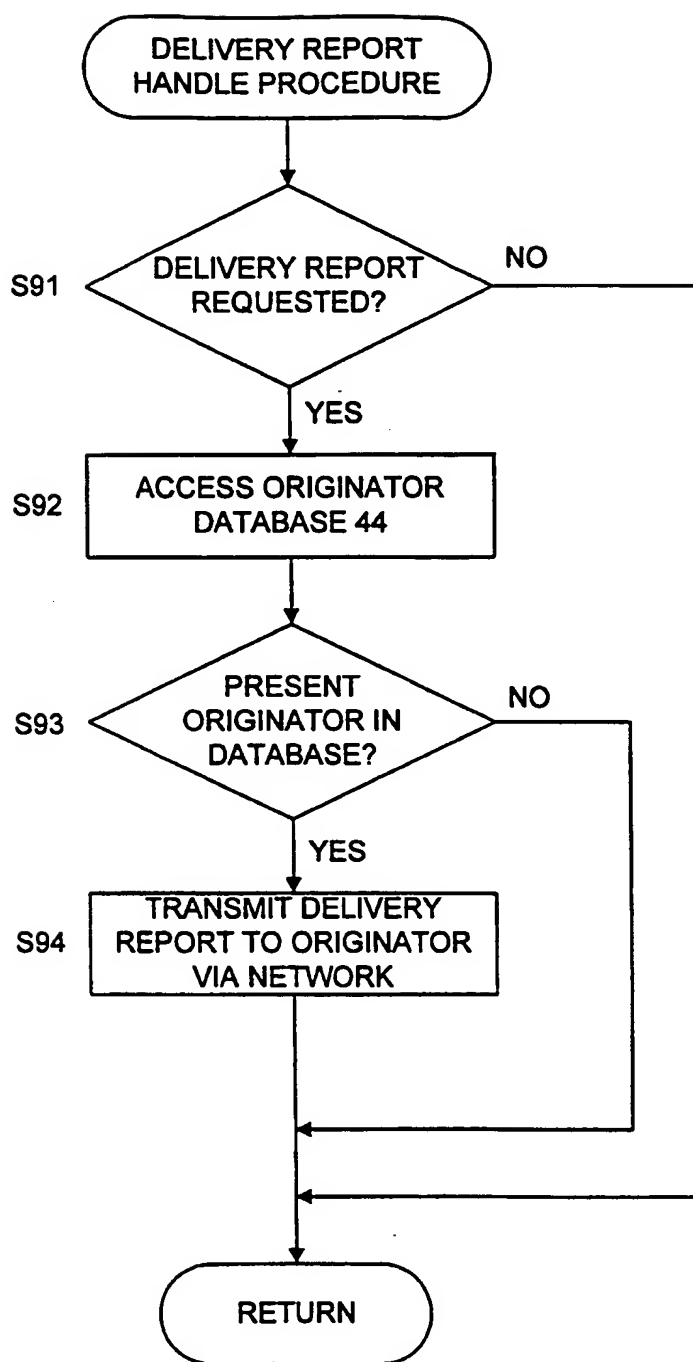 DELIVERY REPORT
HANDLE PROCEDURE
S91
DELIVERY REPORT
REQUESTED?
NO
YES
S92
ACCESS ORIGINATOR
DATABASE 44
S93
PRESENT
ORIGINATOR IN
DATABASE?
NO
YES
S94
TRANSMIT DELIVERY
REPORT TO ORIGINATOR
VIA NETWORK
RETURN